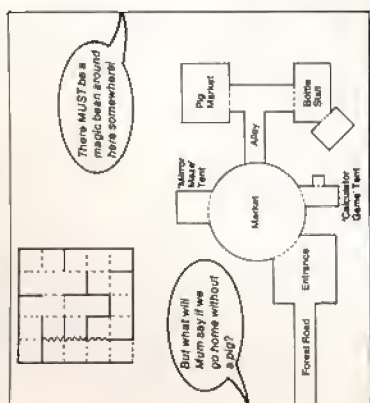 There MUST be a
magic bean around
here somewhere!
But what will
Mum say if we
go home without
a pig?
Pig
Market
Bottle
Stall
Alley
'Mirror
Maze'
Tent
Market
'Calculator
Game' Tent
Entrance
Forest Road